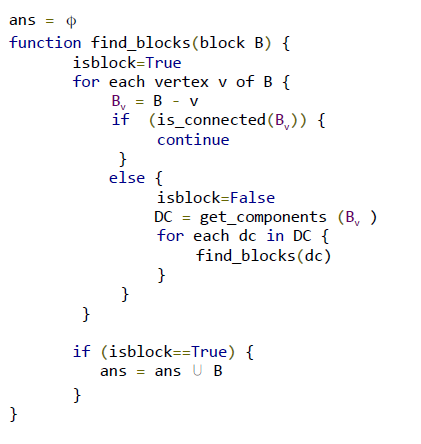 ans = ϕ
function find_blocks(block B) {
isblock=True
for each vertex v of B {
Bᵥ = B - v
if (is_connected(Bᵥ)) {
continue
}
else {
isblock=False
DC = get_components (Bᵥ )
for each dc in DC {
find_blocks(dc)
}
}
}
if (isblock==True) {
ans = ans ∪ B
}
}